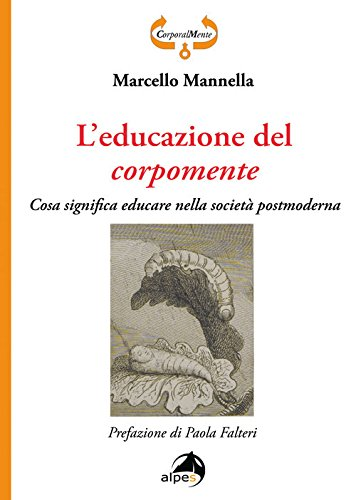 CorporalMente
Marcello Mannella
L'educazione del
corpomente
Cosa significa educare nella società postmoderna
Prefazione di Paola Falteri
alpes